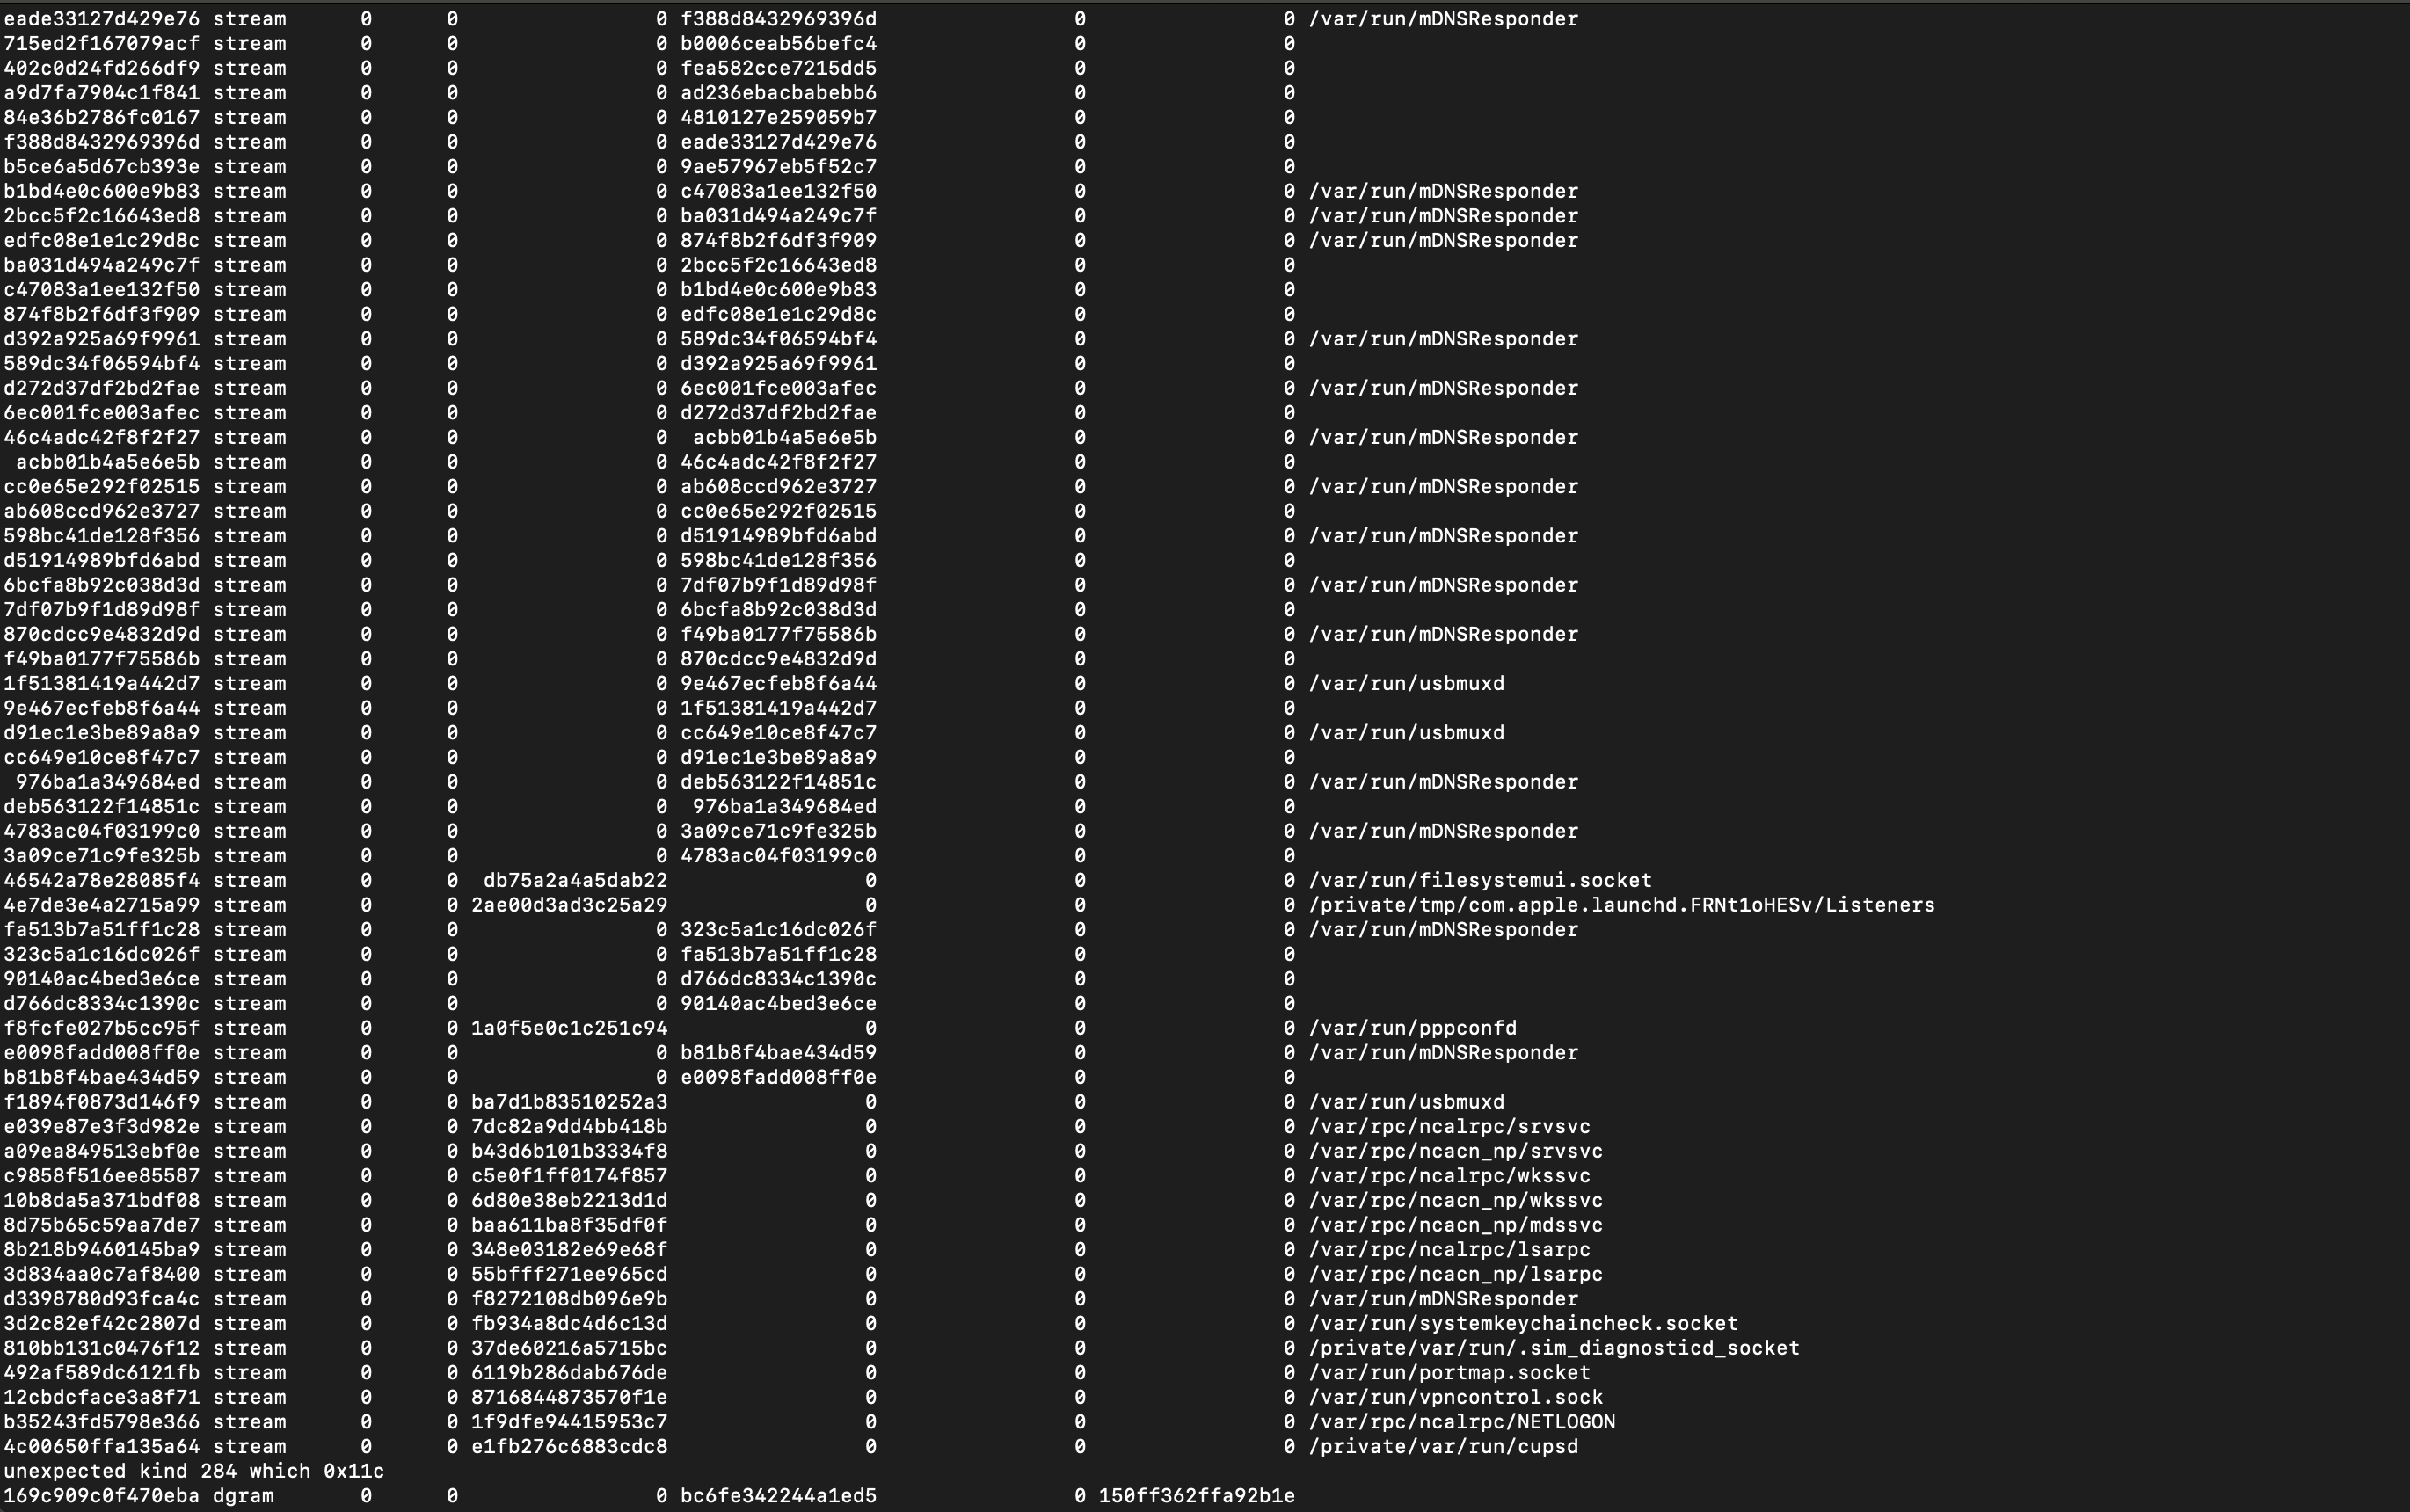 eade33127d429e76 stream 0 0 0 f388d8432969396d 0 0 /var/run/mDNSResponder
715ed2f167079acf stream 0 0 0 b0006ceab56befc4 0 0
402c0d24fd266df9 stream 0 0 0 fea582cce7215dd5 0 0
a9d7fa7904c1f841 stream 0 0 0 ad236ebacbabebb6 0 0
84e36b2786fc0167 stream 0 0 0 4810127e259059b7 0 0
f388d8432969396d stream 0 0 0 eade33127d429e76 0 0
b5ce6a5d67cb393e stream 0 0 0 9ae57967eb5f52c7 0 0
b1bd4e0c600e9b83 stream 0 0 0 c47083a1ee132f50 0 0 /var/run/mDNSResponder
2bcc5f2c16643ed8 stream 0 0 0 ba031d494a249c7f 0 0 /var/run/mDNSResponder
edfc08e1e1c29d8c stream 0 0 0 874f8b2f6df3f909 0 0 /var/run/mDNSResponder
ba031d494a249c7f stream 0 0 0 2bcc5f2c16643ed8 0 0
c47083a1ee132f50 stream 0 0 0 b1bd4e0c600e9b83 0 0
874f8b2f6df3f909 stream 0 0 0 edfc08e1e1c29d8c 0 0
d392a925a69f9961 stream 0 0 0 589dc34f06594bf4 0 0 /var/run/mDNSResponder
589dc34f06594bf4 stream 0 0 0 d392a925a69f9961 0 0
d272d37df2bd2fae stream 0 0 0 6ec001fce003afec 0 0 /var/run/mDNSResponder
6ec001fce003afec stream 0 0 0 d272d37df2bd2fae 0 0
46c4adc42f8f2f27 stream 0 0 0 acbb01b4a5e6e5b 0 0 /var/run/mDNSResponder
acbb01b4a5e6e5b stream 0 0 0 46c4adc42f8f2f27 0 0
cc0e65e292f02515 stream 0 0 0 ab608ccd962e3727 0 0 /var/run/mDNSResponder
ab608ccd962e3727 stream 0 0 0 cc0e65e292f02515 0 0
598bc41de128f356 stream 0 0 0 d51914989bfd6abd 0 0 /var/run/mDNSResponder
d51914989bfd6abd stream 0 0 0 598bc41de128f356 0 0
6bcfa8b92c038d3d stream 0 0 0 7df07b9f1d89d98f 0 0 /var/run/mDNSResponder
7df07b9f1d89d98f stream 0 0 0 6bcfa8b92c038d3d 0 0
870cdcc9e4832d9d stream 0 0 0 f49ba0177f75586b 0 0 /var/run/mDNSResponder
f49ba0177f75586b stream 0 0 0 870cdcc9e4832d9d 0 0
1f51381419a442d7 stream 0 0 0 9e467ecfeb8f6a44 0 0 /var/run/usbmuxd
9e467ecfeb8f6a44 stream 0 0 0 1f51381419a442d7 0 0
d91ec1e3be89a8a9 stream 0 0 0 cc649e10ce8f47c7 0 0 /var/run/usbmuxd
cc649e10ce8f47c7 stream 0 0 0 d91ec1e3be89a8a9 0 0
976ba1a349684ed stream 0 0 0 deb563122f14851c 0 0 /var/run/mDNSResponder
deb563122f14851c stream 0 0 0 976ba1a349684ed 0 0
4783ac04f03199c0 stream 0 0 0 3a09ce71c9fe325b 0 0 /var/run/mDNSResponder
3a09ce71c9fe325b stream 0 0 0 4783ac04f03199c0 0 0
46542a78e28085f4 stream 0 0 db75a2a4a5dab22 0 0 0 /var/run/filesystemui.socket
4e7de3e4a2715a99 stream 0 0 2ae00d3ad3c25a29 0 0 0 /private/tmp/com.apple.launchd.FRNt1oHESv/Listeners
fa513b7a51ff1c28 stream 0 0 0 323c5a1c16dc026f 0 0 /var/run/mDNSResponder
323c5a1c16dc026f stream 0 0 0 fa513b7a51ff1c28 0 0
90140ac4bed3e6ce stream 0 0 0 d766dc8334c1390c 0 0
d766dc8334c1390c stream 0 0 0 90140ac4bed3e6ce 0 0
f8fcfe027b5cc95f stream 0 0 1a0f5e0c1c251c94 0 0 0 /var/run/pppconfd
e0098fadd008ff0e stream 0 0 0 b81b8f4bae434d59 0 0 /var/run/mDNSResponder
b81b8f4bae434d59 stream 0 0 0 e0098fadd008ff0e 0 0
f1894f0873d146f9 stream 0 0 ba7d1b83510252a3 0 0 0 /var/run/usbmuxd
e039e87e3f3d982e stream 0 0 7dc82a9dd4bb418b 0 0 0 /var/rpc/ncalrpc/srvsvc
a09ea849513ebf0e stream 0 0 b43d6b101b3334f8 0 0 0 /var/rpc/ncacn_np/srvsvc
c9858f516ee85587 stream 0 0 c5e0f1ff0174f857 0 0 0 /var/rpc/ncalrpc/wkssvc
10b8da5a371bdf08 stream 0 0 6d80e38eb2213d1d 0 0 0 /var/rpc/ncacn_np/wkssvc
8d75b65c59aa7de7 stream 0 0 baa611ba8f35df0f 0 0 0 /var/rpc/ncacn_np/mdssvc
8b218b9460145ba9 stream 0 0 348e03182e69e68f 0 0 0 /var/rpc/ncalrpc/lsarpc
3d834aa0c7af8400 stream 0 0 55bfff271ee965cd 0 0 0 /var/rpc/ncacn_np/lsarpc
d3398780d93fca4c stream 0 0 f8272108db096e9b 0 0 0 /var/run/mDNSResponder
3d2c82ef42c2807d stream 0 0 fb934a8dc4d6c13d 0 0 0 /var/run/systemkeychaincheck.socket
810bb131c0476f12 stream 0 0 37de60216a5715bc 0 0 0 /private/var/run/.sim_diagnosticd_socket
492af589dc6121fb stream 0 0 6119b286dab676de 0 0 0 /var/run/portmap.socket
12cbdcface3a8f71 stream 0 0 8716844873570f1e 0 0 0 /var/run/vpncontrol.sock
b35243fd5798e366 stream 0 0 1f9dfe94415953c7 0 0 0 /var/rpc/ncalrpc/NETLOGON
4c00650ffa135a64 stream 0 0 e1fb276c6883cdc8 0 0 0 /private/var/run/cupsd
unexpected kind 284 which 0x11c
169c909c0f470eba dgram 0 0 0 bc6fe342244a1ed5 0 150ff362ffa92b1e